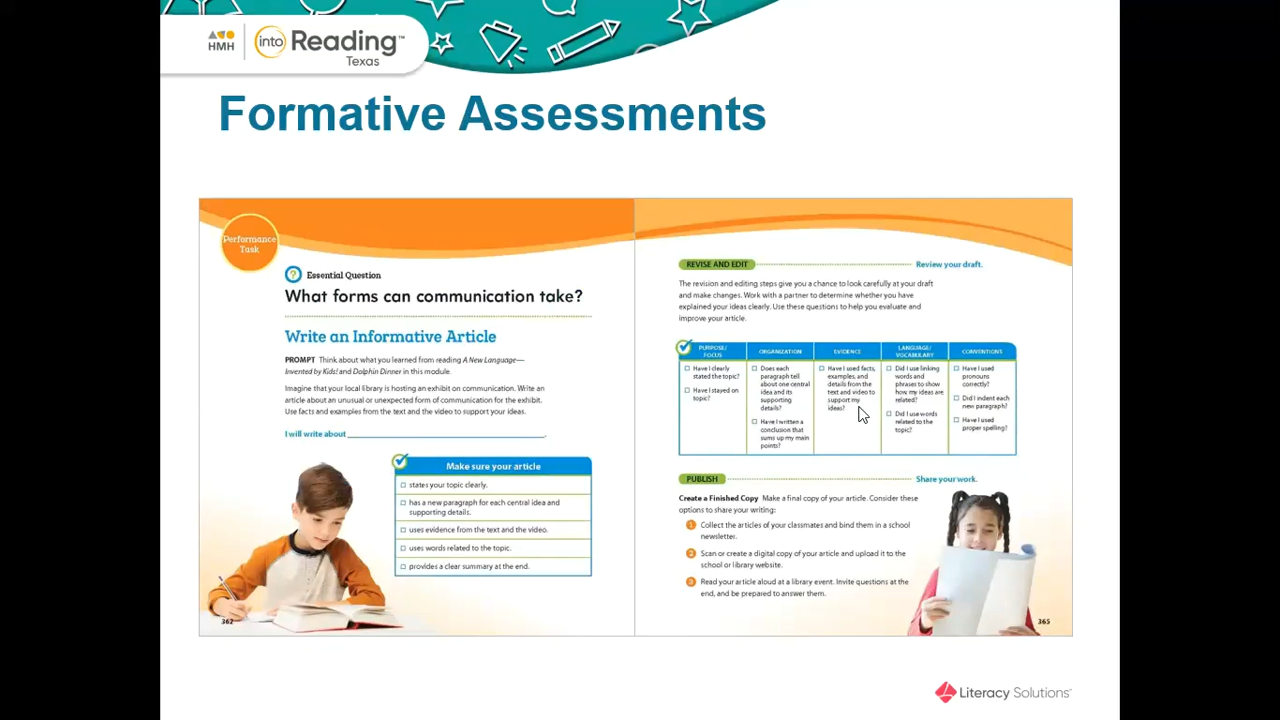 HMH
into Reading™
Texas
Formative Assessments
Performance
Task
? Essential Question
What forms can communication take?
Write an Informative Article
PROMPT Think about what you learned from reading A New Language—
Invented by Kids! and Dolphin Dinner in this module.
Imagine that your local library is hosting an exhibit on communication. Write an
article about an unusual or unexpected form of communication for the exhibit.
Use facts and examples from the text and the video to support your ideas.
I will write about ____________________.
Make sure your article
states your topic clearly.
has a new paragraph for each central idea and
supporting details.
uses evidence from the text and the video.
uses words related to the topic.
provides a clear summary at the end.
362
REVISE AND EDIT Review your draft.
The revision and editing steps give you a chance to look carefully at your draft
and make changes. Work with a partner to determine whether you have
explained your ideas clearly. Use these questions to help you evaluate and
improve your article.
PURPOSE/
FOCUS
Have I clearly
stated the topic?
Have I stayed on
topic?
ORGANIZATION
Does each
paragraph tell
about one central
idea and its
supporting
details?
Have I written a
conclusion that
sums up my main
points?
EVIDENCE
Have I used facts,
examples, and
details from the
text and video to
support my
ideas?
LANGUAGE/
VOCABULARY
Did I use linking
words and
phrases to show
how my ideas are
related?
Did I use words
related to the
topic?
CONVENTIONS
Have I used
pronouns
correctly?
Did I indent each
new paragraph?
Have I used
proper spelling?
PUBLISH Share your work.
Create a Finished Copy Make a final copy of your article. Consider these
options to share your writing:
1 Collect the articles of your classmates and bind them in a school
newsletter.
2 Scan or create a digital copy of your article and upload it to the
school or library website.
3 Read your article aloud at a library event. Invite questions at the
end, and be prepared to answer them.
365
Literacy Solutions™